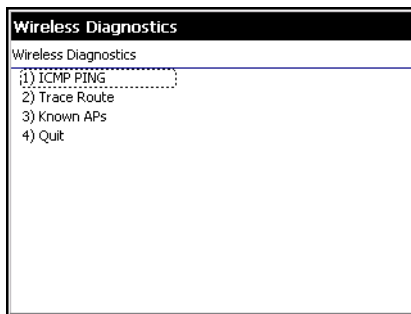 Wireless Diagnostics
Wireless Diagnostics
1) ICMP PING
2) Trace Route
3) Known APs
4) Quit